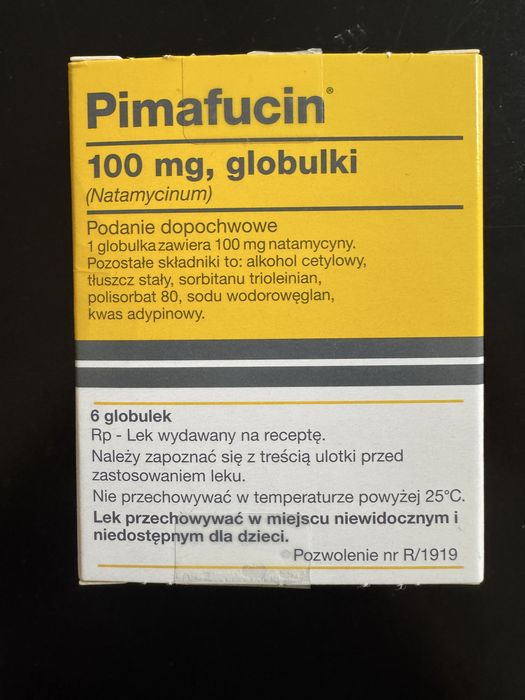 Pimafucin®
100 mg, globulki
(Natamycinum)
Podanie dopochwowe
1 globulka zawiera 100 mg natamycyny.
Pozostałe składniki to: alkohol cetylowy,
tłuszcz stały, sorbitanu trioleinian,
polisorbat 80, sodu wodorowęglan,
kwas adypinowy.
6 globulek
Rp - Lek wydawany na receptę.
Należy zapoznać się z treścią ulotki przed
zastosowaniem leku.
Nie przechowywać w temperaturze powyżej 25°C.
Lek przechowywać w miejscu niewidocznym i
niedostępnym dla dzieci.
Pozwolenie nr R/1919